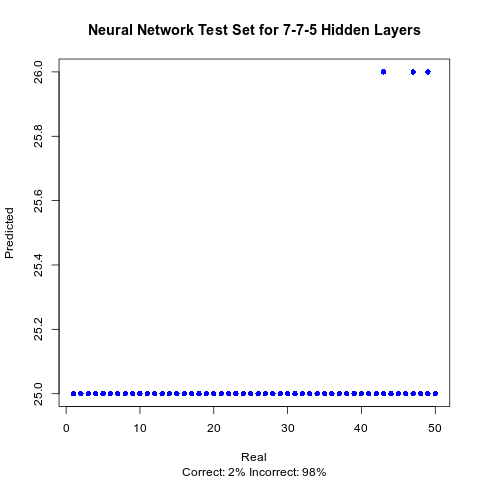 Neural Network Test Set for 7-7-5 Hidden Layers
Predicted
26.0
25.8
25.6
25.4
25.2
25.0
0 10 20 30 40 50
Real
Correct: 2% Incorrect: 98%